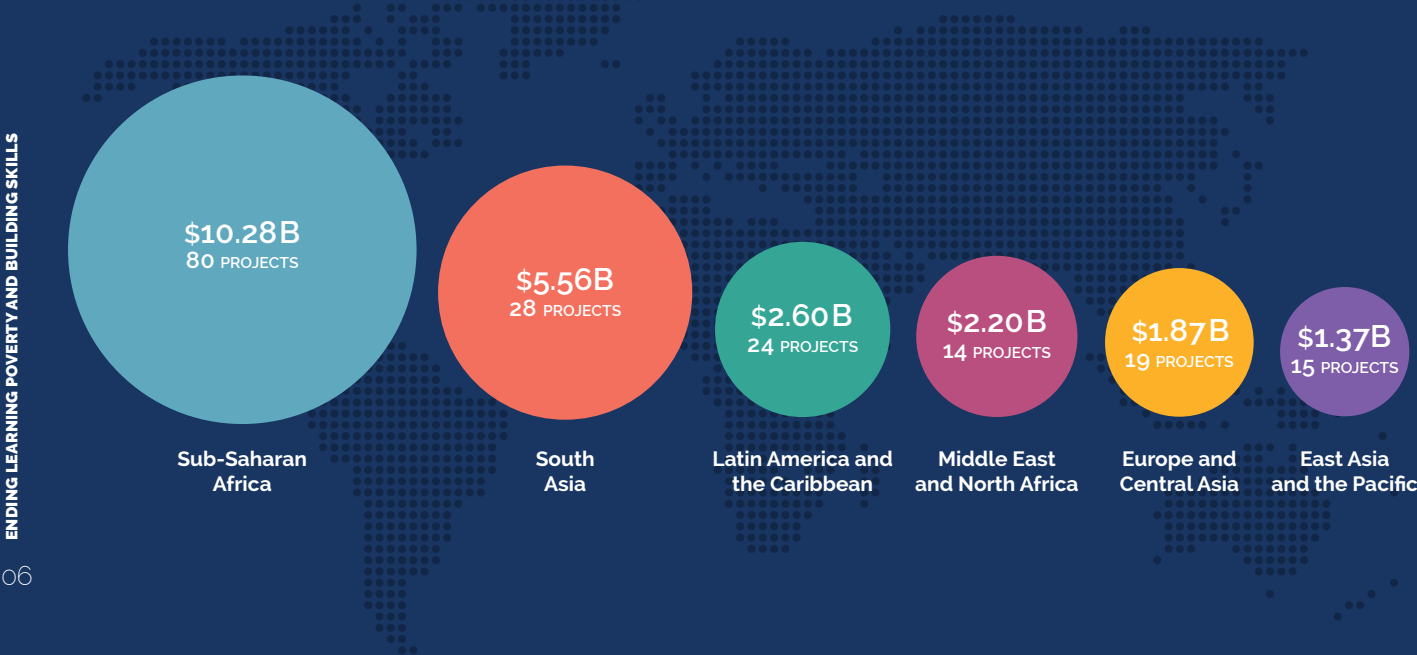 ENDING LEARNING POVERTY AND BUILDING SKILLS
06
$10.28B
80 PROJECTS
Sub-Saharan
Africa
$5.56B
28 PROJECTS
South
Asia
$2.60B
24 PROJECTS
Latin America and
the Caribbean
$2.20B
14 PROJECTS
Middle East
and North Africa
$1.87B
19 PROJECTS
Europe and
Central Asia
$1.37B
15 PROJECTS
East Asia
and the Pacific